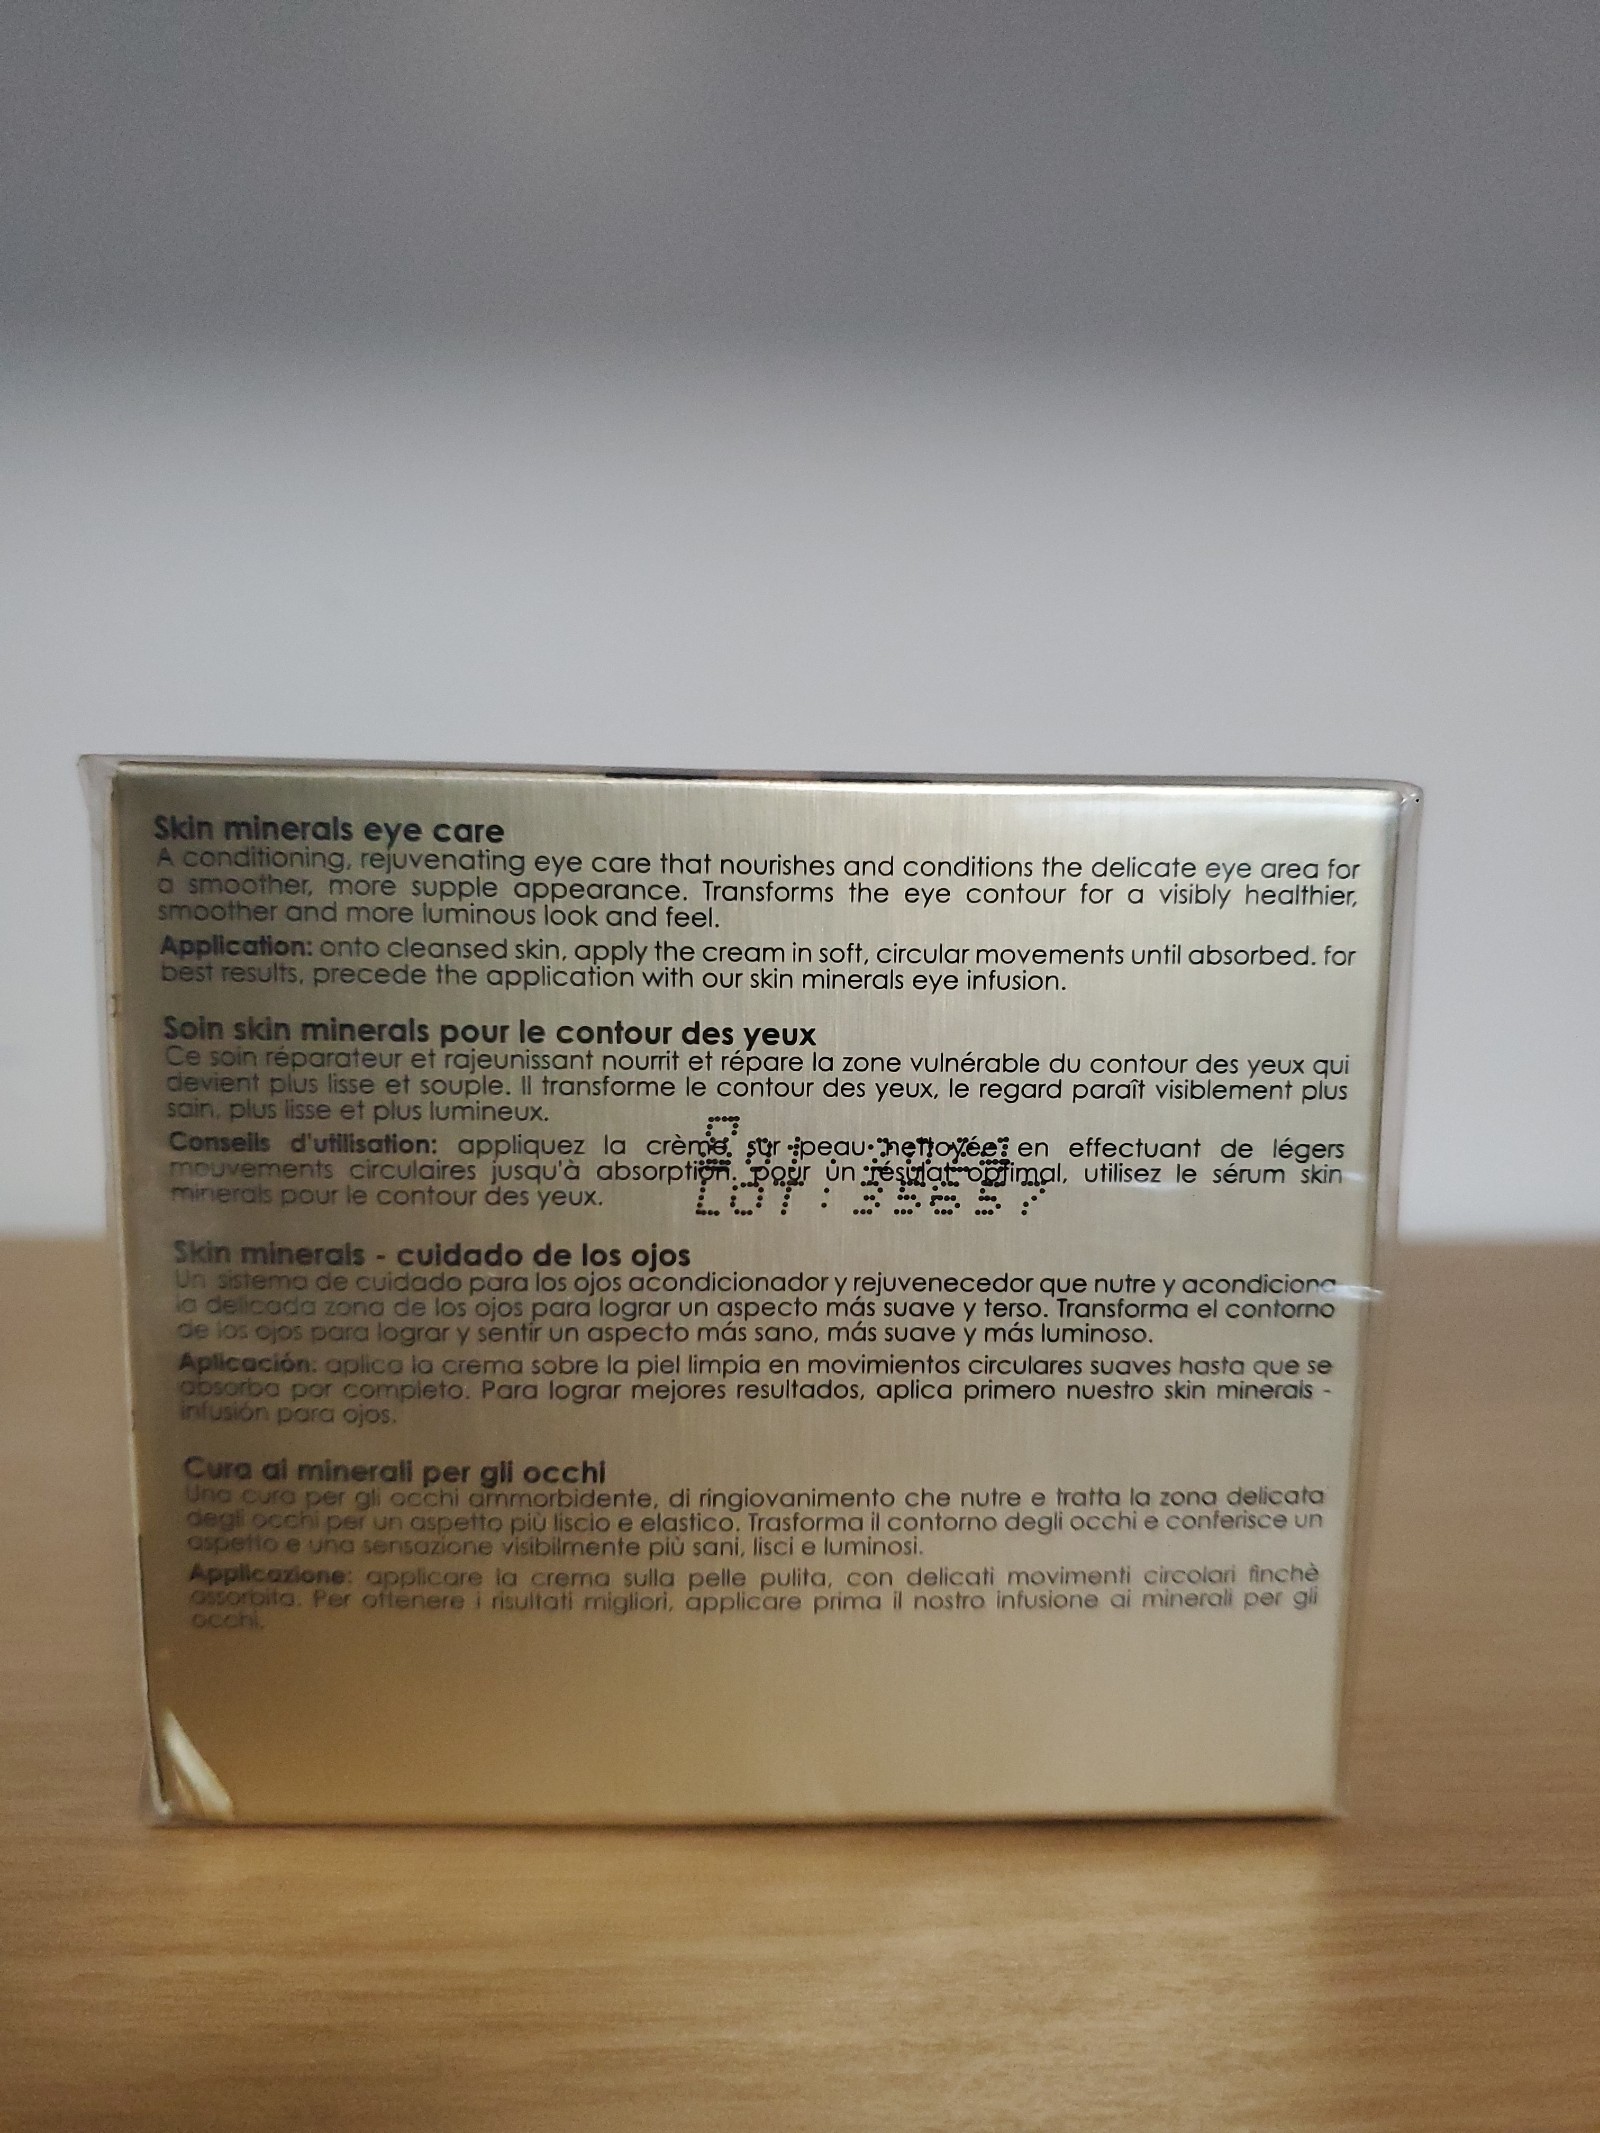 Skin minerals eye care
A conditioning, rejuvenating eye care that nourishes and conditions the delicate eye area for
a smoother, more supple appearance. Transforms the eye contour for a visibly healthier,
smoother and more luminous look and feel.
Application: onto cleansed skin, apply the cream in soft, circular movements until absorbed. for
best results, precede the application with our skin minerals eye infusion.
Soin skin minerals pour le contour des yeux
Ce soin réparateur et rajeunissant nourrit et répare la zone vulnérable du contour des yeux qui
devient plus lisse et souple. Il transforme le contour des yeux, le regard paraît visiblement plus
sain, plus lisse et plus lumineux.
Conseils d'utilisation: appliquez la crème sur peau nettoyée en effectuant de légers
mouvements circulaires jusqu'à absorption. pour un résulat optimal, utilisez le sérum skin
minerals pour le contour des yeux.
LOT:
Skin minerals - cuidado de los ojos
Un sistema de cuidado para los ojos acondicionador y rejuvenecedor que nutre y acondiciona
la delicada zona de los ojos para lograr un aspecto más suave y terso. Transforma el contorno
de los ojos para lograr y sentir un aspecto más sano, más suave y más luminoso.
Aplicación: aplica la crema sobre la piel limpia en movimientos circulares suaves hasta que se
absorba por completo. Para lograr mejores resultados, aplica primero nuestro skin minerals -
infusión para ojos.
Cura ai minerali per gli occhi
Una cura per gli occhi ammorbidente, di ringiovanimento che nutre e tratta la zona delicata
degli occhi per un aspetto più liscio e elastico. Trasforma il contorno degli occhi e conferisce un
aspetto e una sensazione visibilmente più sani, lisci e luminosi.
Applicazione: applicare la crema sulla pelle pulita, con delicati movimenti circolari finchè
assorbita. Per ottenere i risultati migliori, applicare prima il nostro infusione ai minerali per gli
occhi.